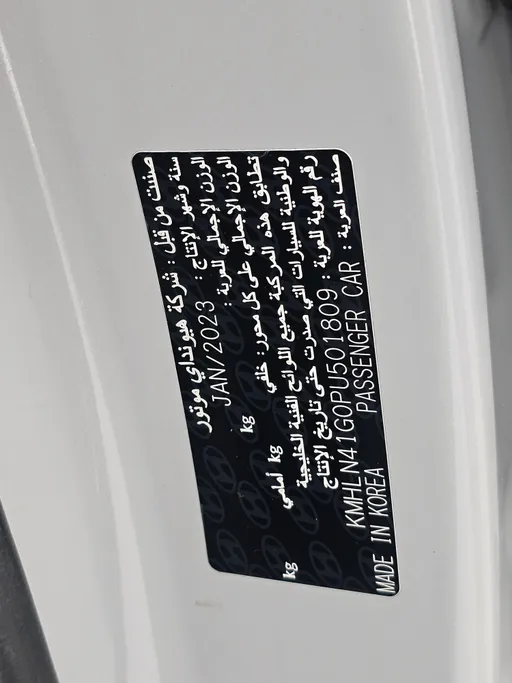 صنعت من قبل : شركة هيونداي موتور
سنة وشهر الإنتاج : JAN/2023
الوزن الإجمالي للعربة : kg
الوزن الإجمالي على كل محور: خلفي kg أمامي kg
تطابق هذه المركبة جميع اللوائح الفنية الخليجية
والوطنية للسيارات التي صدرت حتى تاريخ الإنتاج
رقم الهوية للعربة : KMHLN41G0PU501809
صنف العربة : PASSENGER CAR
MADE IN KOREA